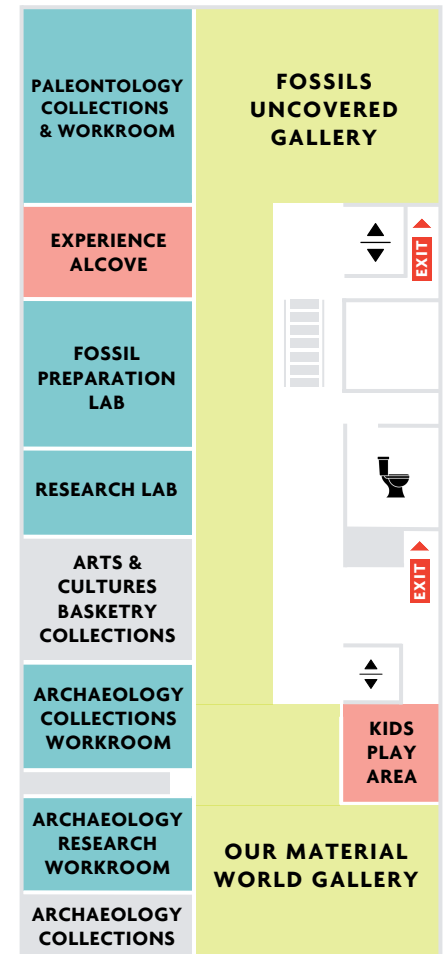 PALEONTOLOGY
COLLECTIONS
& WORKROOM
FOSSILS
UNCOVERED
GALLERY
EXPERIENCE
ALCOVE
EXIT
FOSSIL
PREPARATION
LAB
RESEARCH LAB
ARTS &
CULTURES
BASKETRY
COLLECTIONS
EXIT
ARCHAEOLOGY
COLLECTIONS
WORKROOM
KIDS
PLAY
AREA
ARCHAEOLOGY
RESEARCH
WORKROOM
OUR MATERIAL
WORLD GALLERY
ARCHAEOLOGY
COLLECTIONS